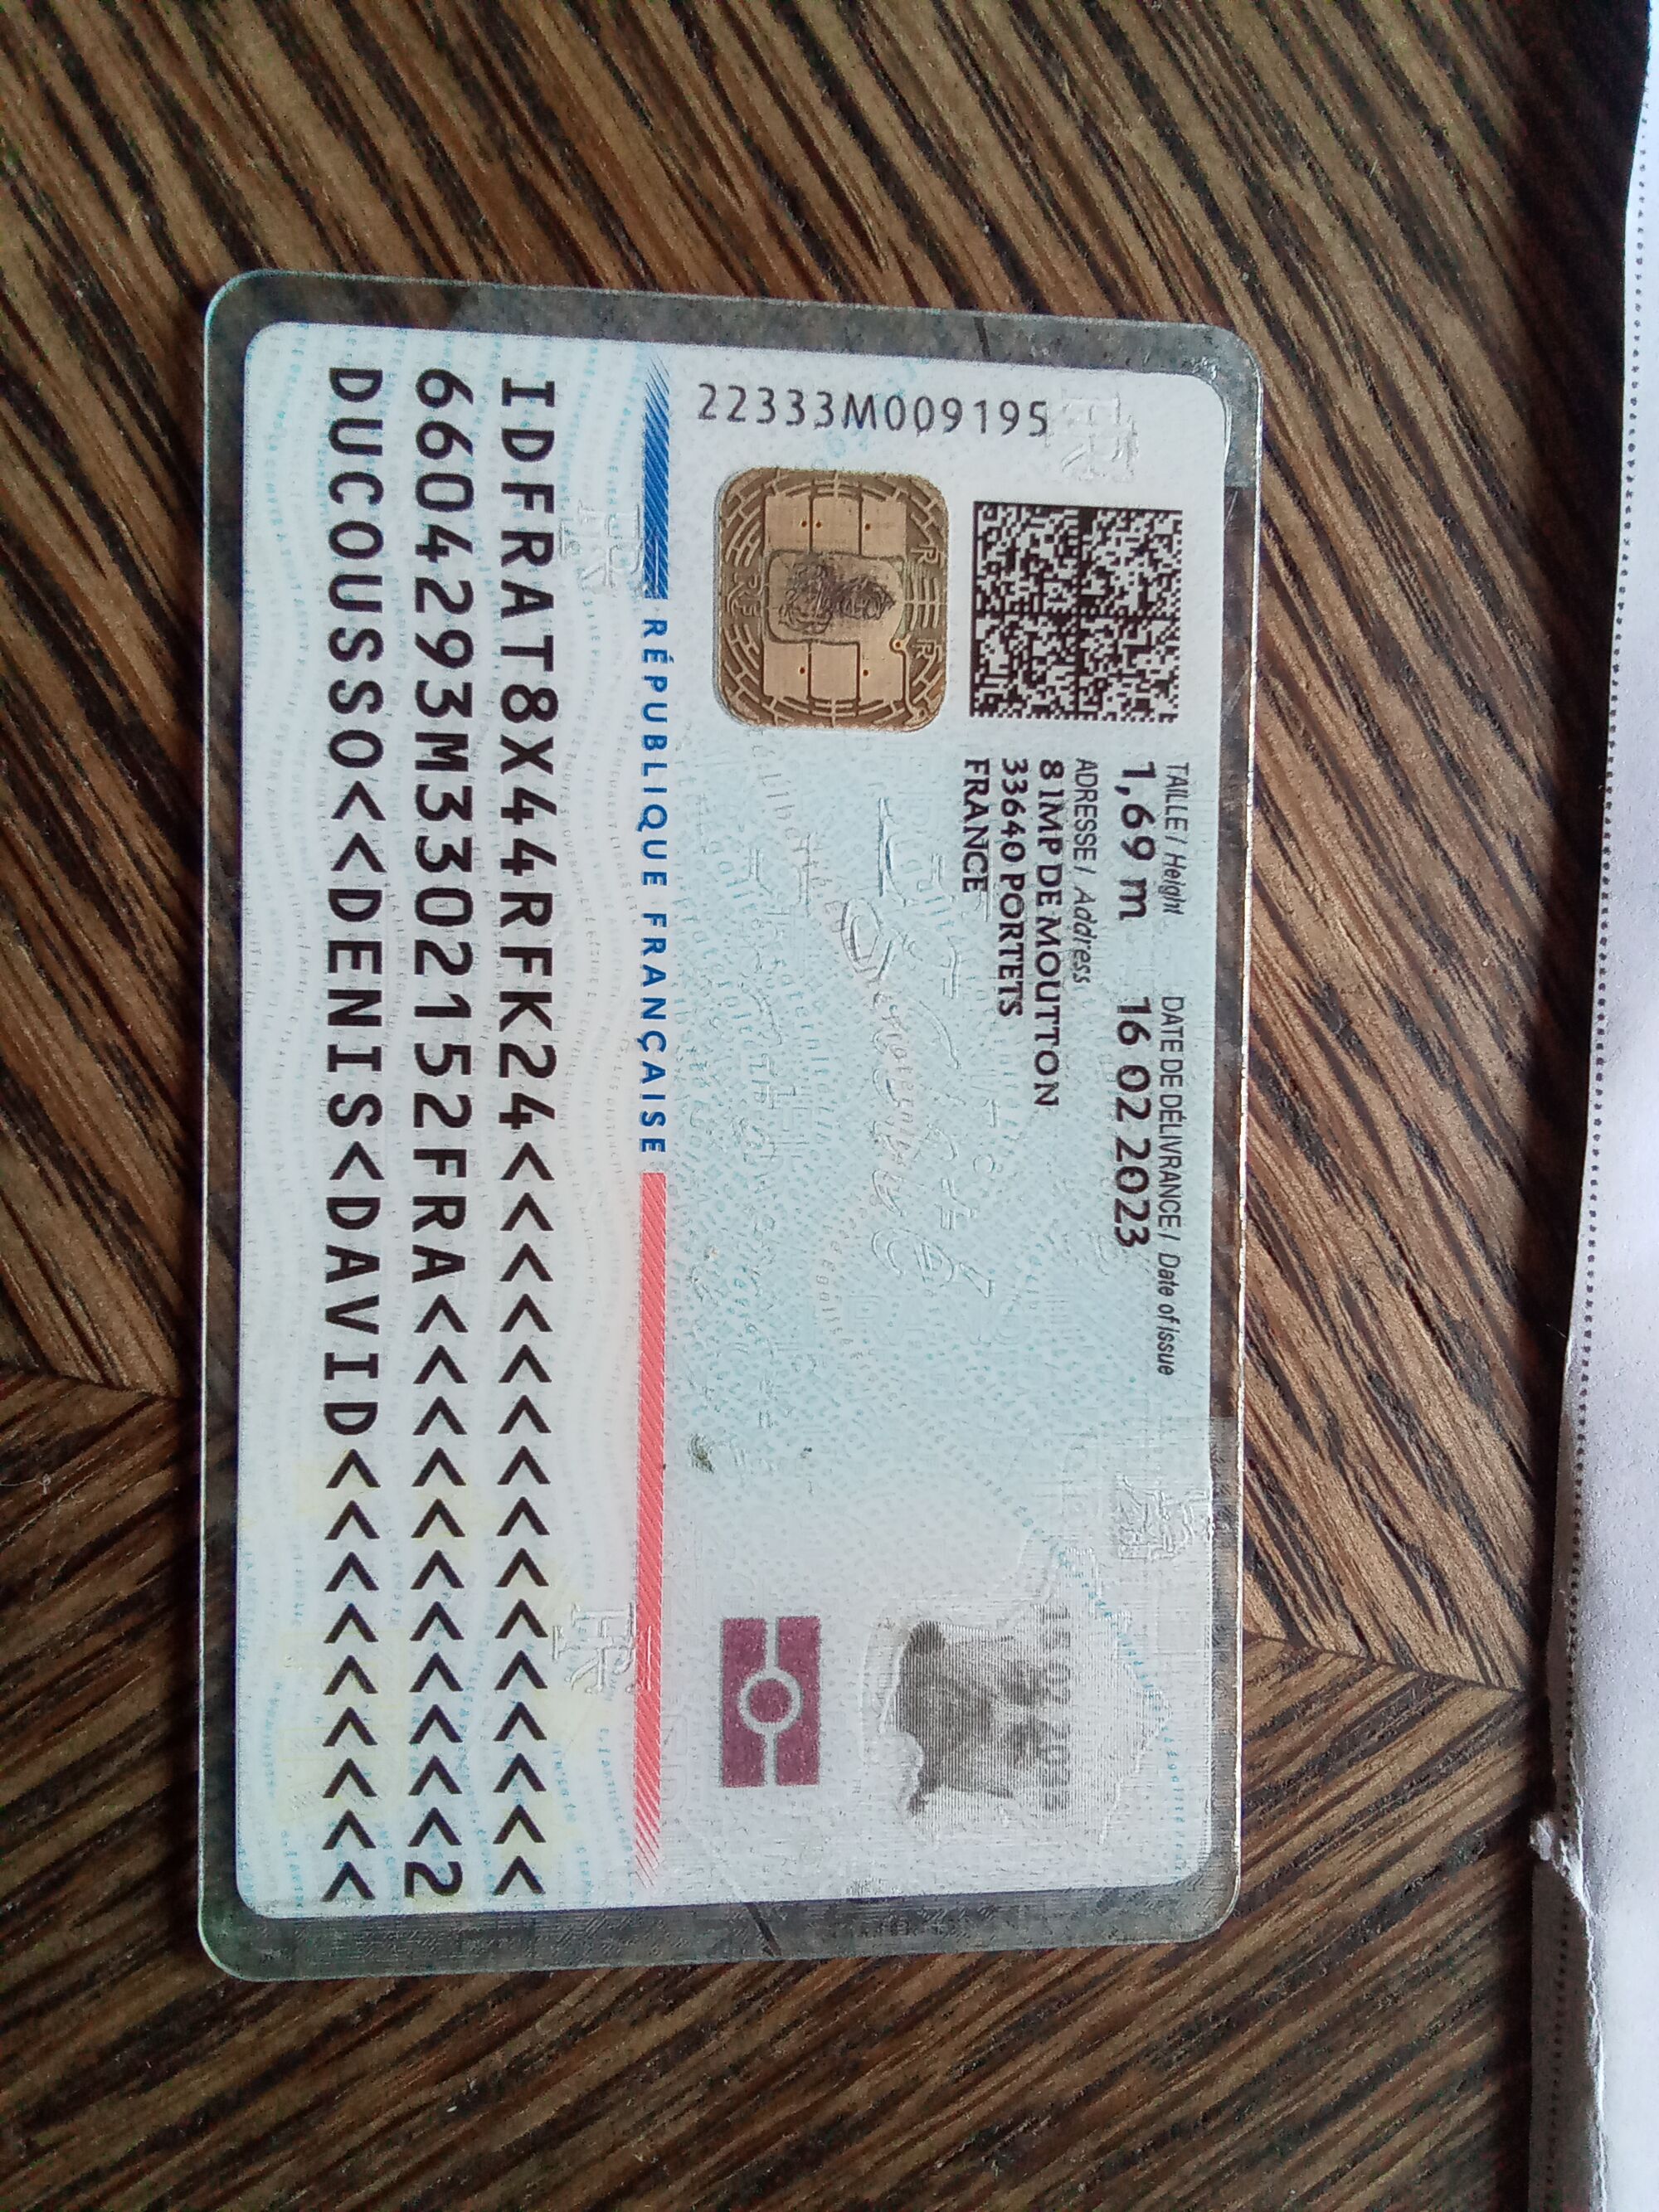 TAILLE / Height
1,69 m
DATE DE DÉLIVRANCE / Date of issue
16 02 2023
ADRESSE / Address
8 IMP DE MOUTTON
33640 PORTETS
FRANCE
22333M009195
RÉPUBLIQUE FRANÇAISE
IDFRAT8X44RFK24<<<<<<<<<<<<<<<
6604293M3302152FRA<<<<<<<<<<<2
DUCOUSSO<<DENIS<DAVID<<<<<<<<<